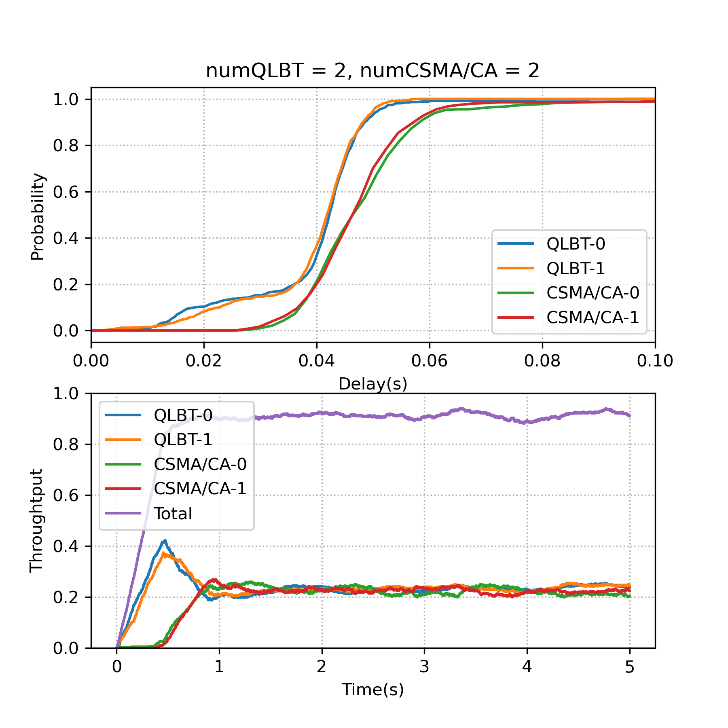 numQLBT = 2, numCSMA/CA = 2
1.0
0.8
0.6
0.4
0.2
0.0
Probability
QLBT-0
QLBT-1
CSMA/CA-0
CSMA/CA-1
0.00 0.02 0.04 0.06 0.08 0.10
Delay(s)
1.0
0.8
0.6
0.4
0.2
0.0
Throughtput
QLBT-0
QLBT-1
CSMA/CA-0
CSMA/CA-1
Total
0 1 2 3 4 5
Time(s)